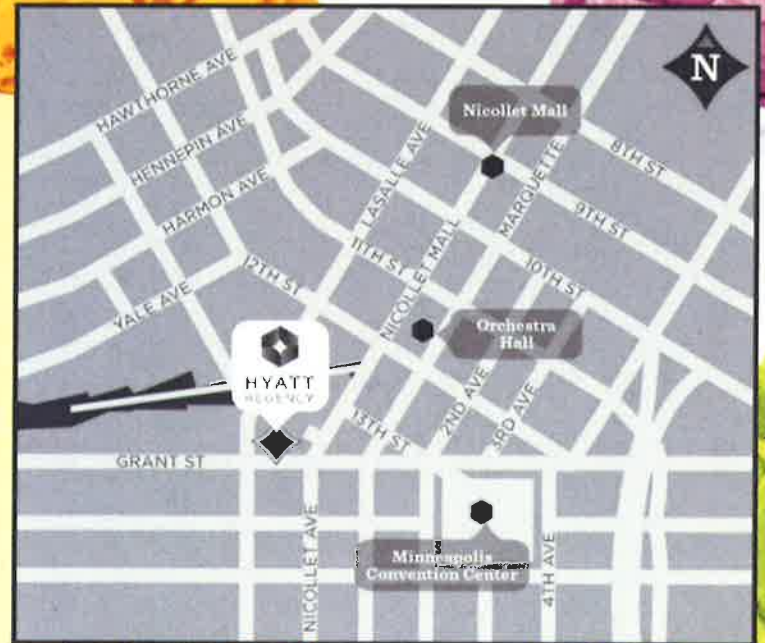 N
HAWTHORNE AVE
HENNEPIN AVE
HARMON AVE
YALE AVE
LASALLE AVE
Nicollet Mall
MARQUETTE
8TH ST
9TH ST
10TH ST
11TH ST
12TH ST
NICOLLET MALL
Orchestra
Hall
HYATT
REGENCY
13TH ST
2ND AVE
3RD AVE
GRANT ST
NICOLLET AVE
Minneapolis
Convention Center
4TH AVE